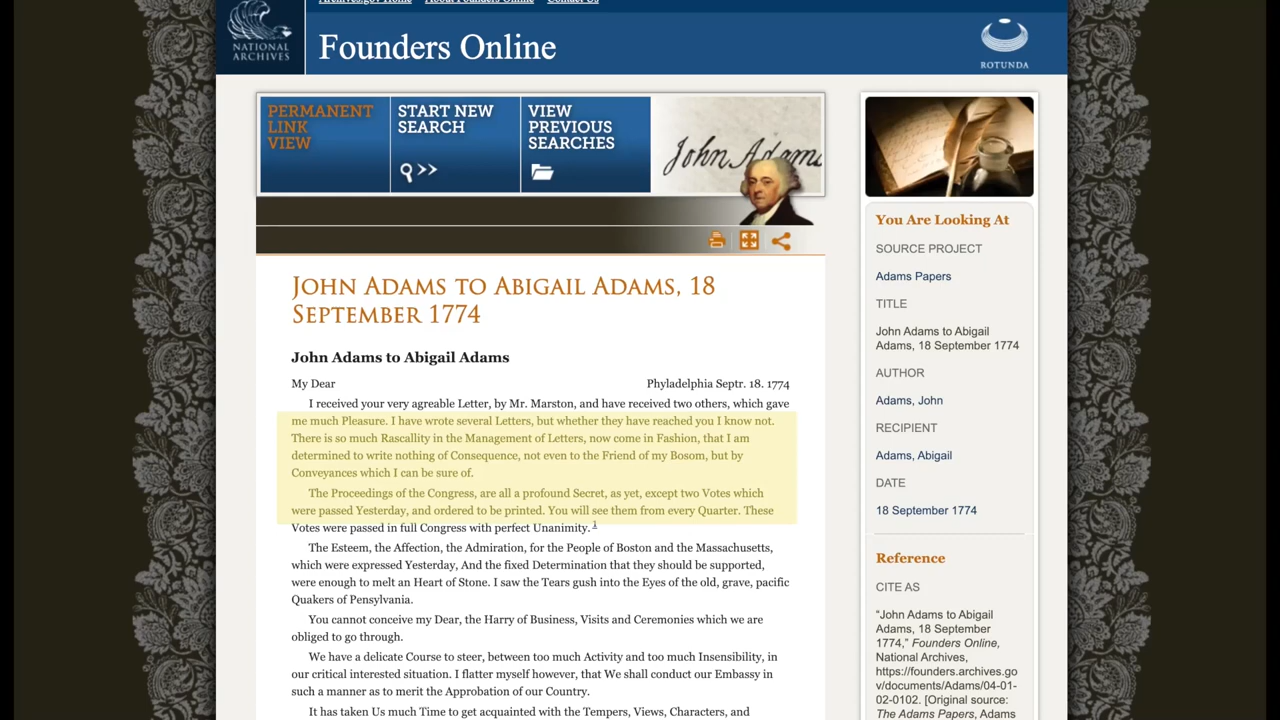 Archives.gov Home About Founders Online Contact Us
NATIONAL
ARCHIVES
Founders Online
ROTUNDA
PERMANENT
LINK
VIEW
START NEW
SEARCH
>>
VIEW
PREVIOUS
SEARCHES
John Adams
JOHN ADAMS TO ABIGAIL ADAMS, 18
SEPTEMBER 1774
John Adams to Abigail Adams
My Dear Phyladelphia Septr. 18. 1774
I received your very agreable Letter, by Mr. Marston, and have received two others, which gave
me much Pleasure. I have wrote several Letters, but whether they have reached you I know not.
There is so much Rascallity in the Management of Letters, now come in Fashion, that I am
determined to write nothing of Consequence, not even to the Friend of my Bosom, but by
Conveyances which I can be sure of.
The Proceedings of the Congress, are all a profound Secret, as yet, except two Votes which
were passed Yesterday, and ordered to be printed. You will see them from every Quarter. These
Votes were passed in full Congress with perfect Unanimity. 1
The Esteem, the Affection, the Admiration, for the People of Boston and the Massachusetts,
which were expressed Yesterday, And the fixed Determination that they should be supported,
were enough to melt an Heart of Stone. I saw the Tears gush into the Eyes of the old, grave, pacific
Quakers of Pensylvania.
You cannot conceive my Dear, the Harry of Business, Visits and Ceremonies which we are
obliged to go through.
We have a delicate Course to steer, between too much Activity and too much Insensibility, in
our critical interested situation. I flatter myself however, that We shall conduct our Embassy in
such a manner as to merit the Approbation of our Country.
It has taken Us much Time to get acquainted with the Tempers, Views, Characters, and
You Are Looking At
SOURCE PROJECT
Adams Papers
TITLE
John Adams to Abigail
Adams, 18 September 1774
AUTHOR
Adams, John
RECIPIENT
Adams, Abigail
DATE
18 September 1774
Reference
CITE AS
“John Adams to Abigail
Adams, 18 September
1774,” Founders Online,
National Archives,
https://founders.archives.go
v/documents/Adams/04-01-
02-0102. [Original source:
The Adams Papers, Adams